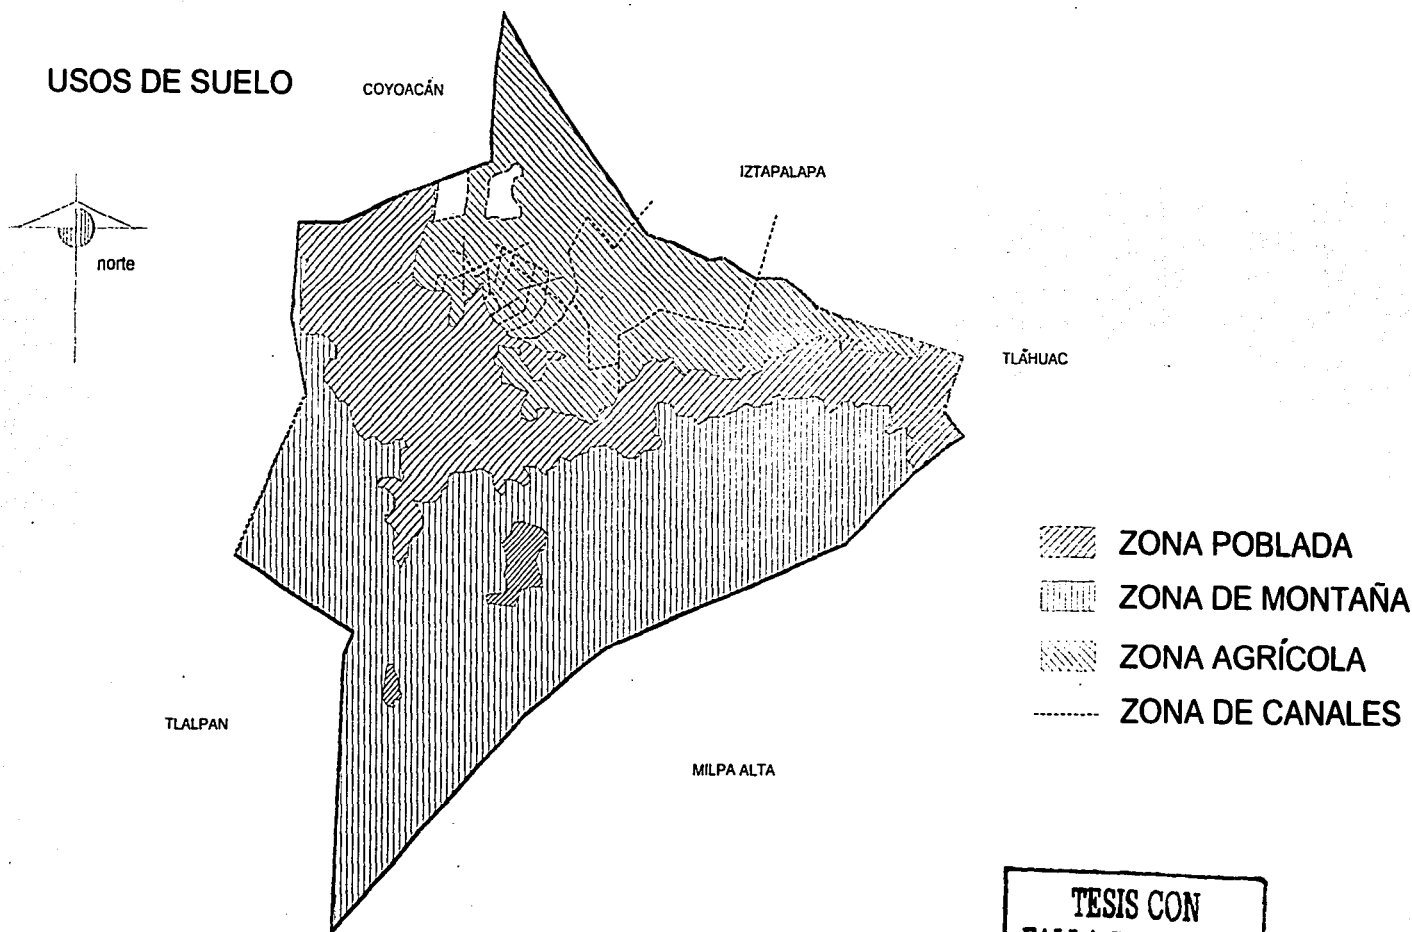 USOS DE SUELO
COYOACÁN
IZTAPALAPA
norte
TLÁHUAC
ZONA POBLADA
ZONA DE MONTAÑA
ZONA AGRÍCOLA
ZONA DE CANALES
TLALPAN
MILPA ALTA
TESIS CON